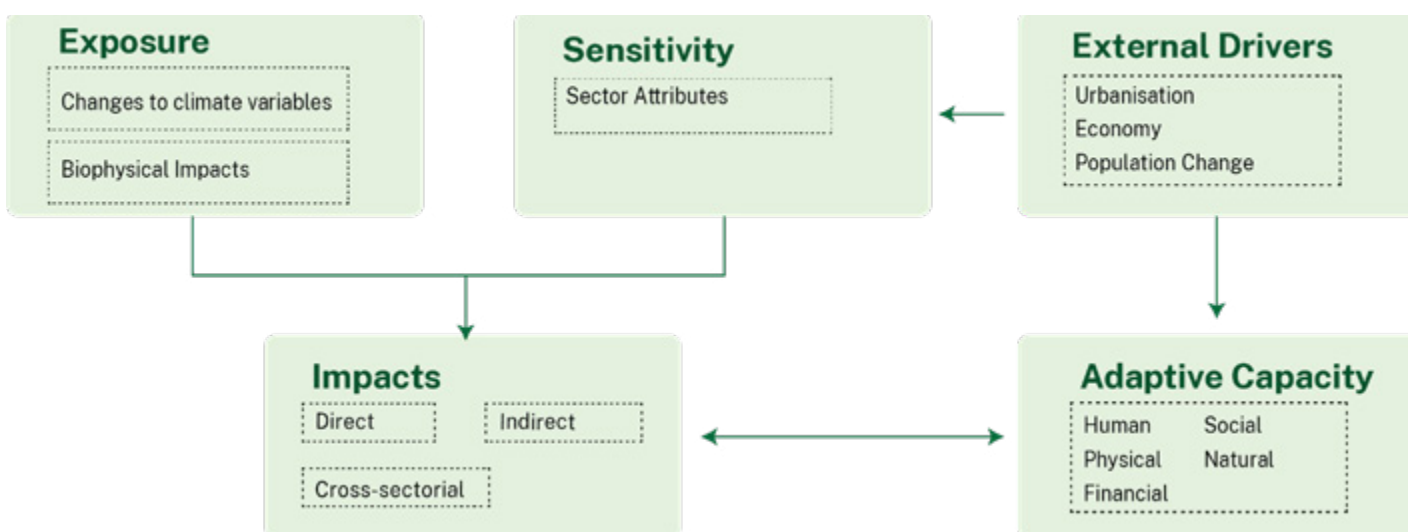 Exposure
Changes to climate variables
Biophysical Impacts
Sensitivity
Sector Attributes
External Drivers
Urbanisation
Economy
Population Change
Impacts
Direct
Indirect
Cross-sectorial
Adaptive Capacity
Human Social
Physical Natural
Financial